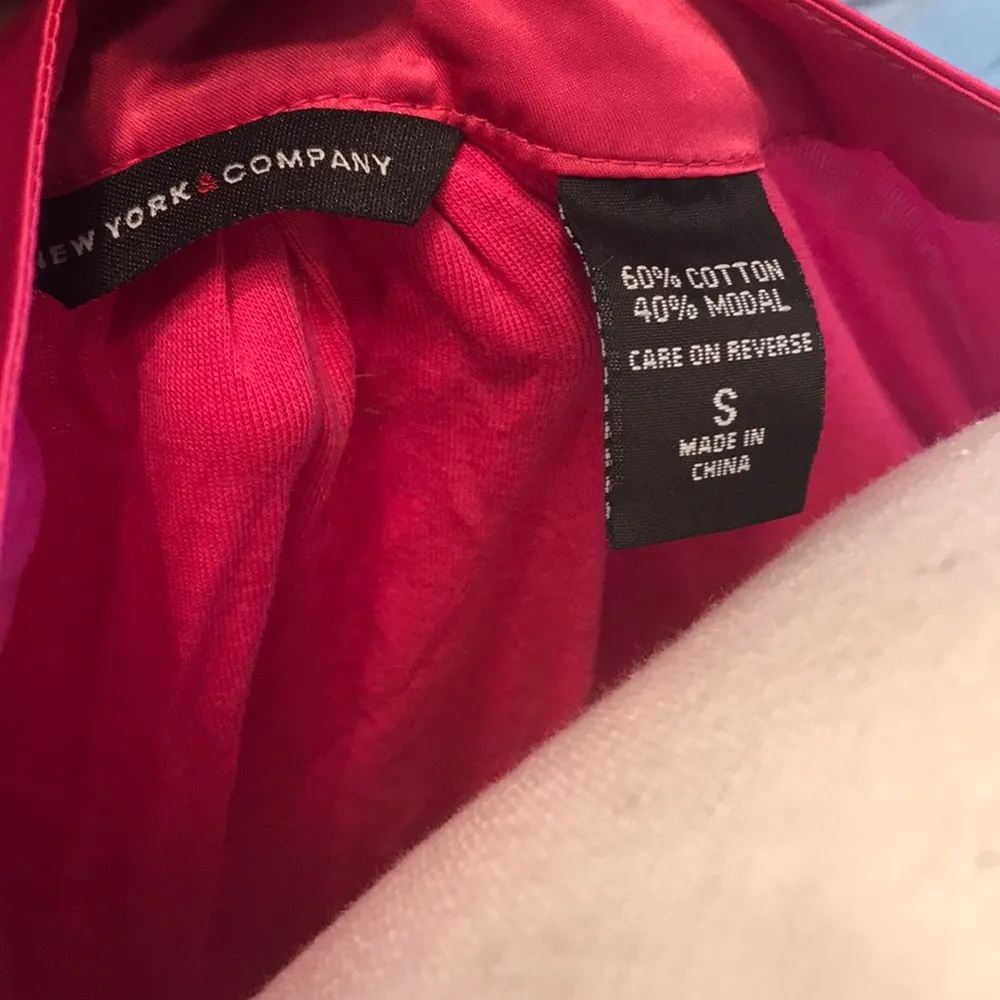 NEW YORK & COMPANY
60% COTTON
40% MODAL
CARE ON REVERSE
S
MADE IN
CHINA